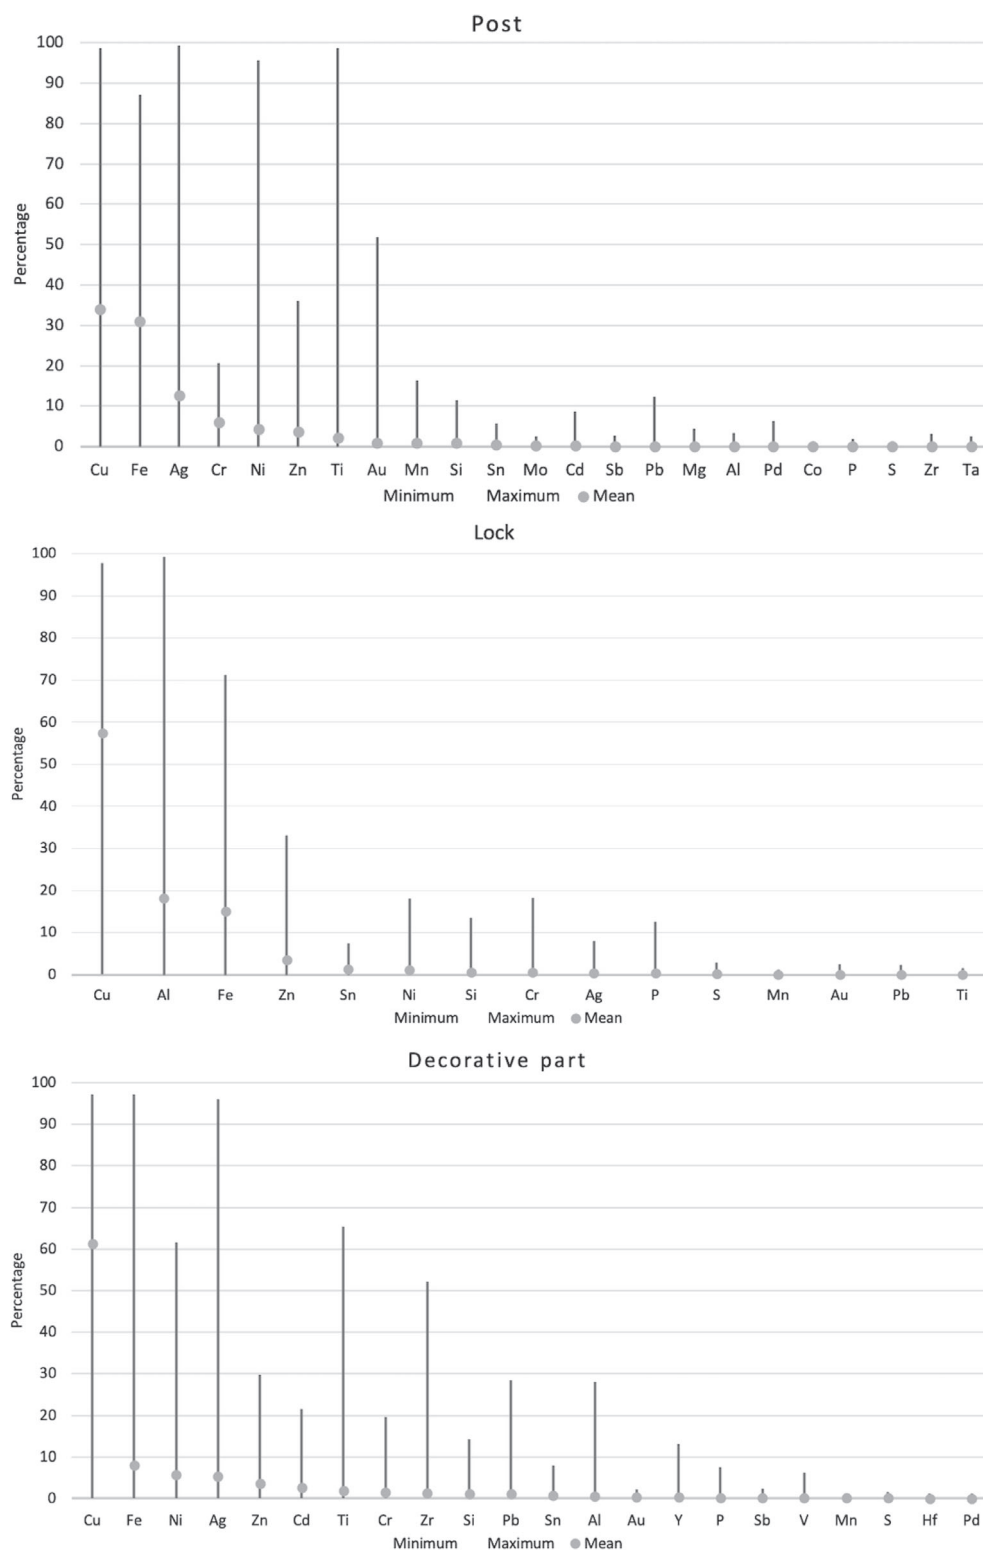 Post
100
90
80
70
60
50
40
30
20
10
0
Percentage
Cu Fe Ag Cr Ni Zn Ti Au Mn Si Sn Mo Cd Sb Pb Mg Al Pd Co P S Zr Ta
Minimum Maximum Mean
Lock
100
90
80
70
60
50
40
30
20
10
0
Percentage
Cu Al Fe Zn Sn Ni Si Cr Ag P S Mn Au Pb Ti
Minimum Maximum Mean
Decorative part
100
90
80
70
60
50
40
30
20
10
0
Percentage
Cu Fe Ni Ag Zn Cd Ti Cr Zr Si Pb Sn Al Au Y P Sb V Mn S Hf Pd
Minimum Maximum Mean